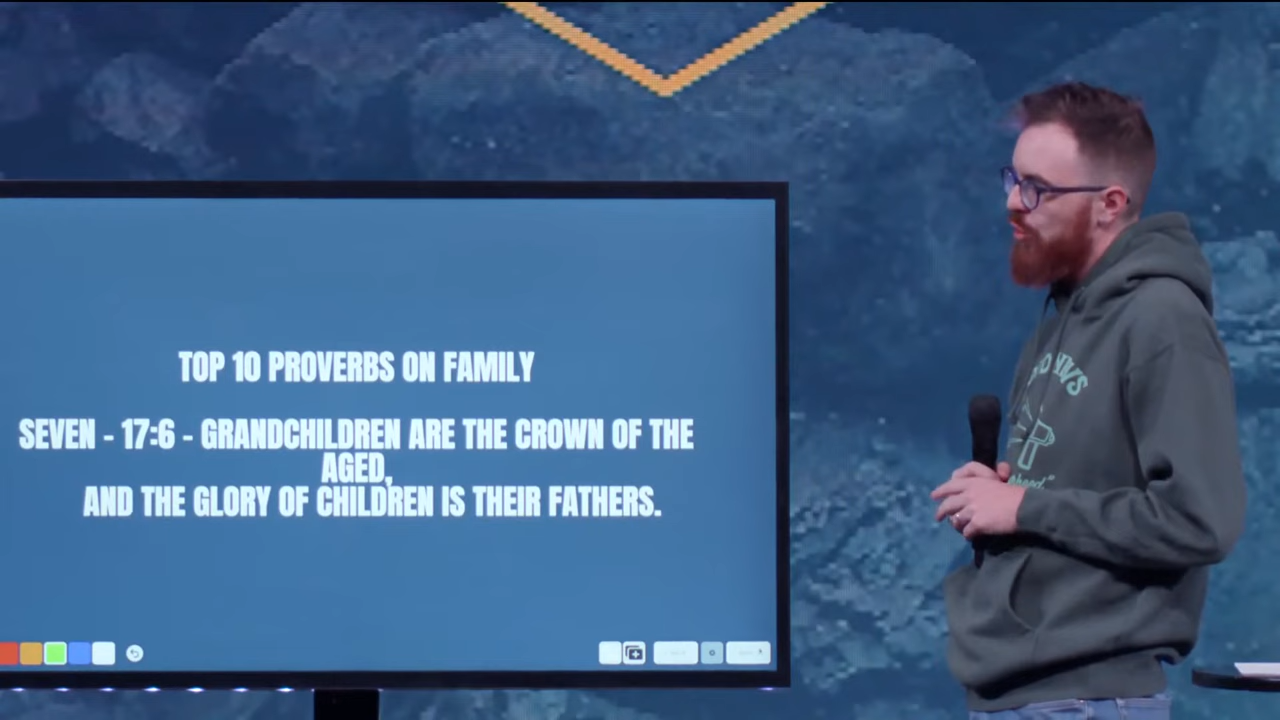 TOP 10 PROVERBS ON FAMILY
SEVEN - 17:6 - GRANDCHILDREN ARE THE CROWN OF THE
AGED,
AND THE GLORY OF CHILDREN IS THEIR FATHERS.